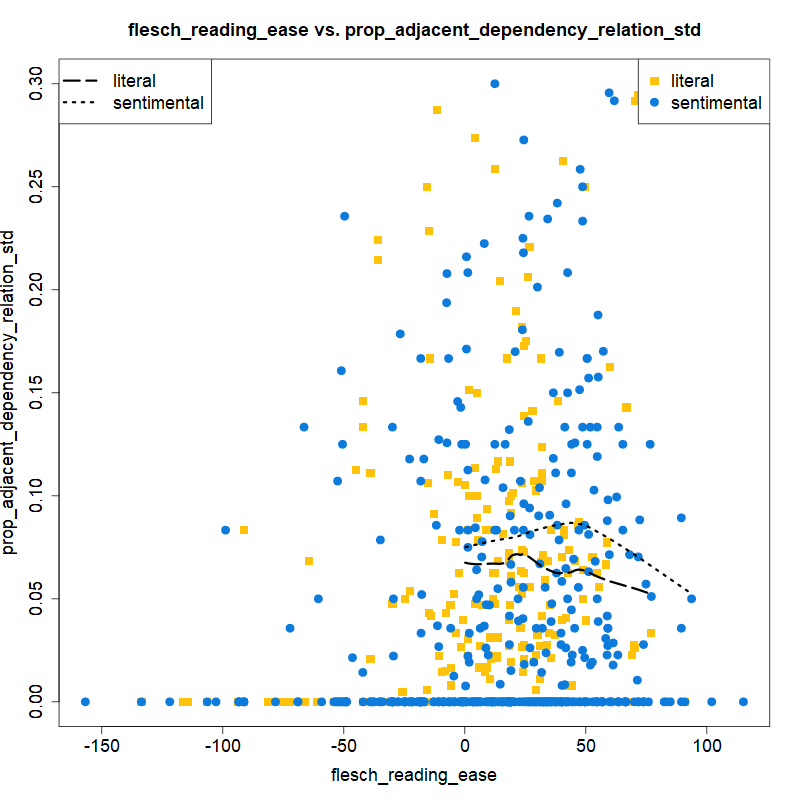 flesch_reading_ease vs. prop_adjacent_dependency_relation_std
literal
sentimental
literal
sentimental
prop_adjacent_dependency_relation_std
0.30
0.25
0.20
0.15
0.10
0.05
0.00
-150
-100
-50
0
50
100
flesch_reading_ease